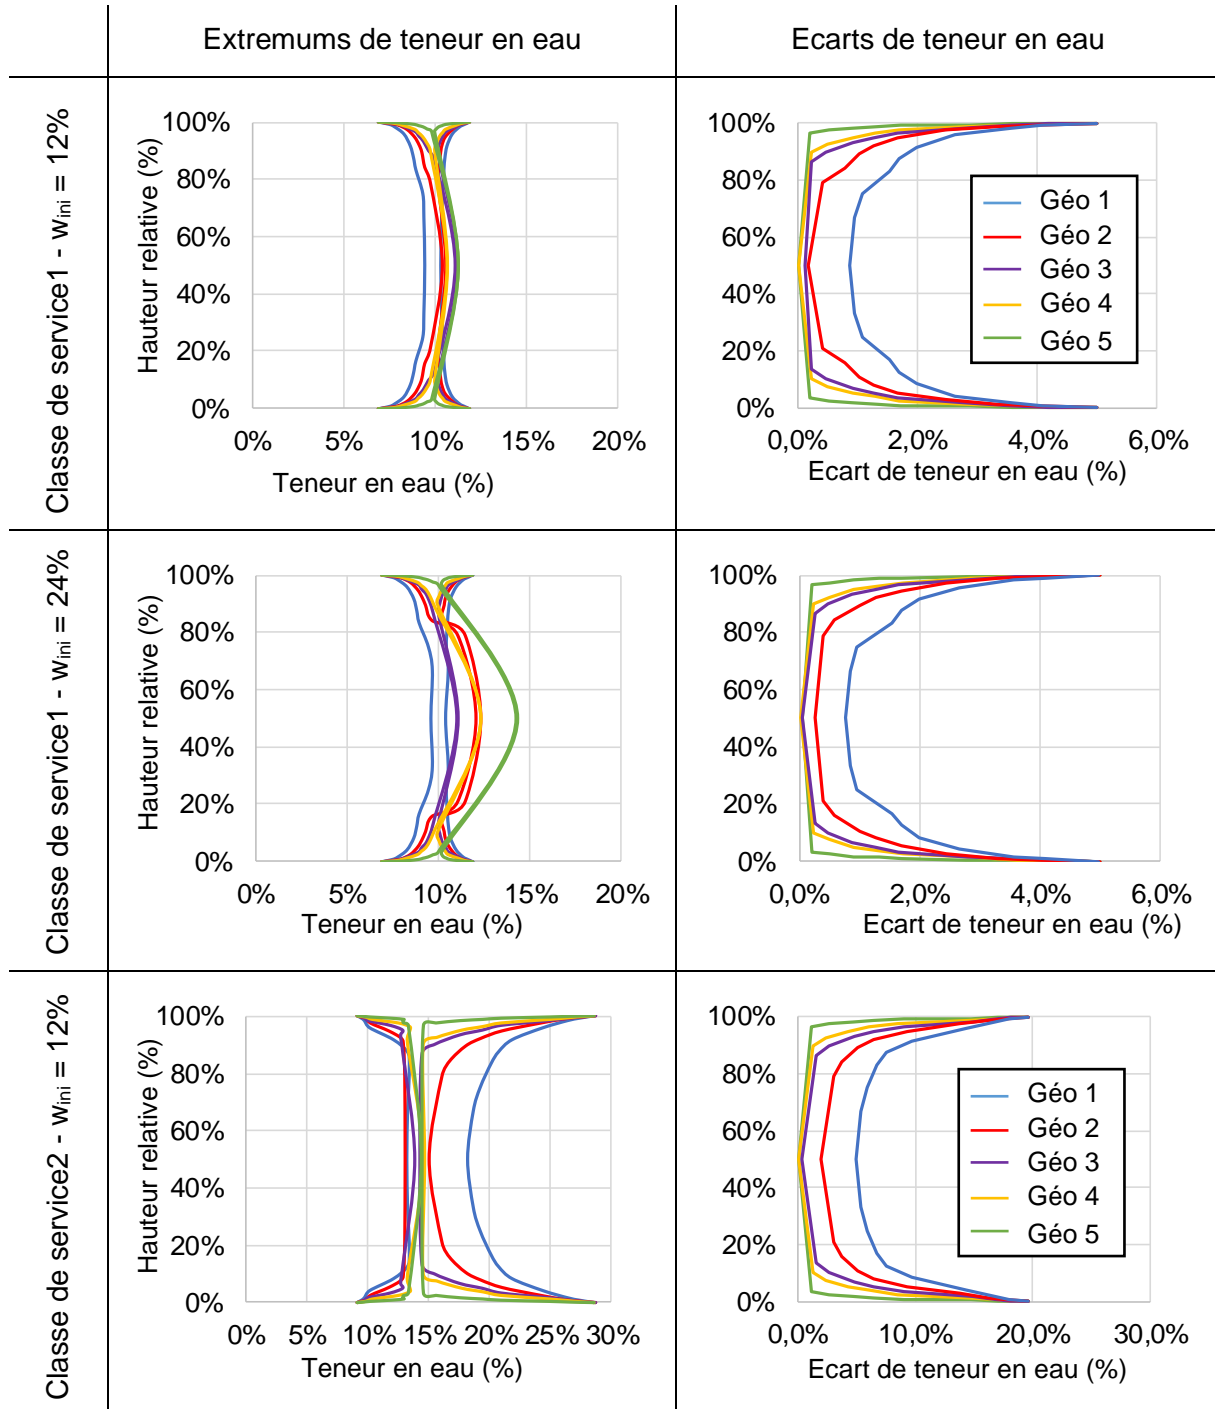 Extremums de teneur en eau
Ecarts de teneur en eau
Classe de service1 - wini = 12%
Hauteur relative (%)
100%
80%
60%
40%
20%
0%
0% 5% 10% 15% 20%
Teneur en eau (%)
100%
80%
60%
40%
20%
0%
Géo 1
Géo 2
Géo 3
Géo 4
Géo 5
0,0% 2,0% 4,0% 6,0%
Ecart de teneur en eau (%)
Classe de service1 - wini = 24%
Hauteur relative (%)
100%
80%
60%
40%
20%
0%
0% 5% 10% 15% 20%
Teneur en eau (%)
100%
80%
60%
40%
20%
0%
0,0% 2,0% 4,0% 6,0%
Ecart de teneur en eau (%)
Classe de service2 - wini = 12%
Hauteur relative (%)
100%
80%
60%
40%
20%
0%
0% 5% 10% 15% 20% 30%
Teneur en eau (%)
100%
80%
60%
40%
20%
0%
Géo 1
Géo 2
Géo 3
Géo 4
Géo 5
0,0% 10,0% 20,0% 30,0%
Ecart de teneur en eau (%)